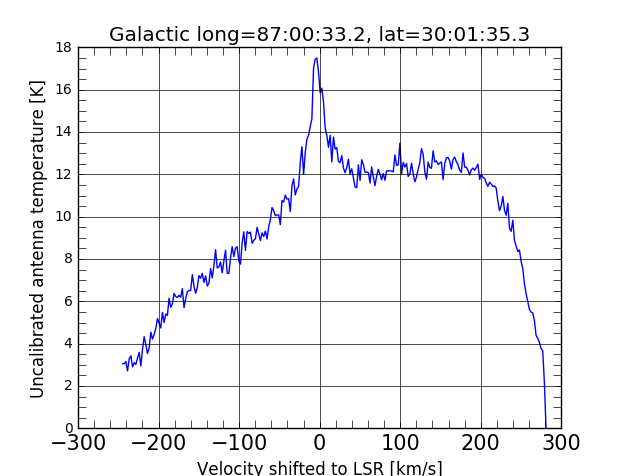 Galactic long=87:00:33.2, lat=30:01:35.3
Uncalibrated antenna temperature [K]
18
16
14
12
10
8
6
4
2
0
−300 −200 −100 0 100 200 300
Velocity shifted to LSR [km/s]